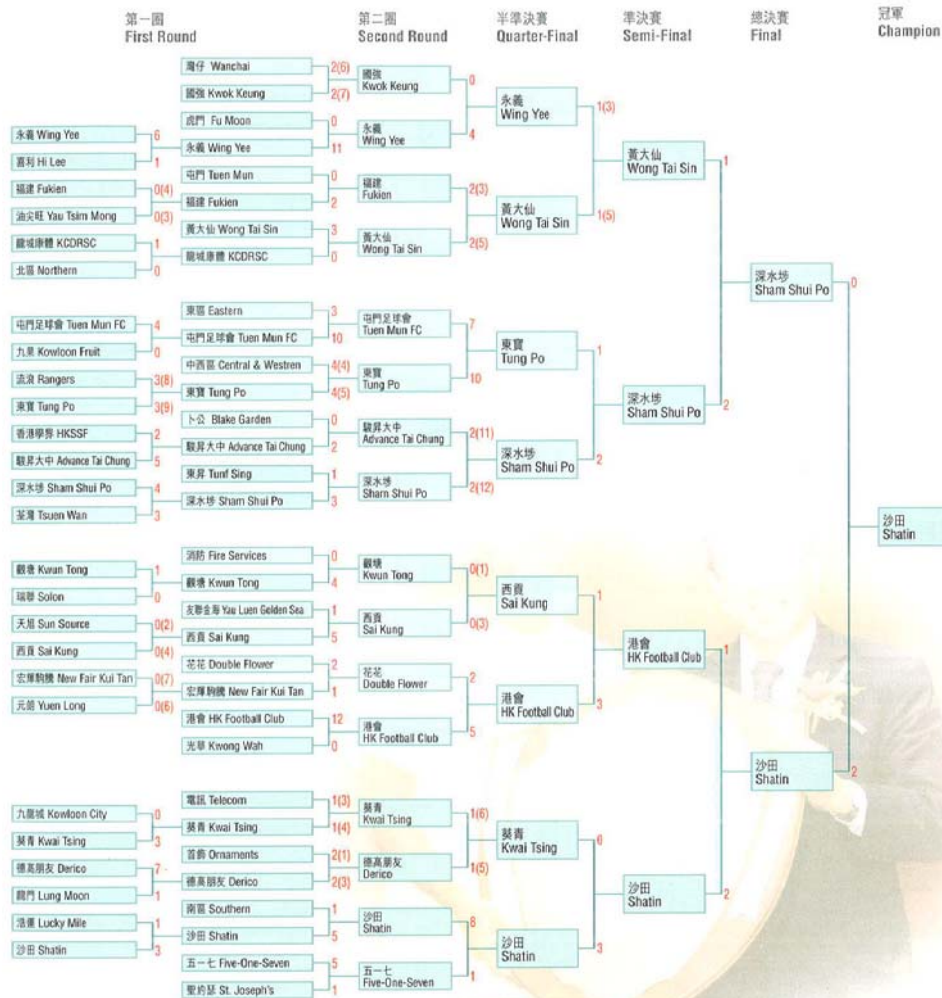 第一圈
First Round
第二圈
Second Round
半準決賽
Quarter-Final
準決賽
Semi-Final
總決賽
Final
冠軍
Champion
永義 Wing Yee 6
喜利 Hi Lee 1
福建 Fukien 0(4)
油尖旺 Yau Tsim Mong 0(3)
龍城康體 KCDRSC 1
北區 Northern 0
灣仔 Wanchai 2(6)
國強 Kwok Keung 2(7)
虎門 Fu Moon 0
永義 Wing Yee 11
屯門 Tuen Mun 0
福建 Fukien 2
黃大仙 Wong Tai Sin 3
龍城康體 KCDRSC 0
國強
Kwok Keung 0
永義
Wing Yee 4
福建
Fukien 2(3)
黃大仙
Wong Tai Sin 2(5)
永義
Wing Yee 1(3)
黃大仙
Wong Tai Sin 1(5)
黃大仙
Wong Tai Sin 1
屯門足球會 Tuen Mun FC 4
九果 Kowloon Fruit 0
流浪 Rangers 3(8)
東寶 Tung Po 3(9)
香港學界 HKSSF 2
駿昇大中 Advance Tai Chung 5
深水埗 Sham Shui Po 4
荃灣 Tsuen Wan 3
東區 Eastern 3
屯門足球會 Tuen Mun FC 10
中西區 Central & Westren 4(4)
東寶 Tung Po 4(5)
卜公 Blake Garden 0
駿昇大中 Advance Tai Chung 2
東昇 Tunf Sing 1
深水埗 Sham Shui Po 3
屯門足球會
Tuen Mun FC 7
東寶
Tung Po 10
駿昇大中
Advance Tai Chung 2(11)
深水埗
Sham Shui Po 2(12)
東寶
Tung Po 1
深水埗
Sham Shui Po 2
深水埗
Sham Shui Po 2
深水埗
Sham Shui Po 0
觀塘 Kwun Tong 1
瑞聯 Solon 0
天旭 Sun Source 0(2)
西貢 Sai Kung 0(4)
宏輝駒騰 New Fair Kui Tan 0(7)
元朗 Yuen Long 0(6)
消防 Fire Services 0
觀塘 Kwun Tong 4
友聯金海 Yau Luen Golden Sea 1
西貢 Sai Kung 5
花花 Double Flower 2
宏輝駒騰 New Fair Kui Tan 1
港會 HK Football Club 12
光華 Kwong Wah 0
觀塘
Kwun Tong 0(1)
西貢
Sai Kung 0(3)
花花
Double Flower 2
港會
HK Football Club 5
西貢
Sai Kung 1
港會
HK Football Club 3
港會
HK Football Club 1
九龍城 Kowloon City 0
葵青 Kwai Tsing 3
德高朋友 Derico 7
龍門 Lung Moon 1
浩運 Lucky Mile 1
沙田 Shatin 3
電訊 Telecom 1(3)
葵青 Kwai Tsing 1(4)
首飾 Ornaments 2(1)
德高朋友 Derico 2(3)
南區 Southern 1
沙田 Shatin 5
五一七 Five-One-Seven 5
聖約瑟 St. Joseph's 1
葵青
Kwai Tsing 1(6)
德高朋友
Derico 1(5)
沙田
Shatin 8
五一七
Five-One-Seven 1
葵青
Kwai Tsing 6
沙田
Shatin 3
沙田
Shatin 2
沙田
Shatin 2
沙田
Shatin